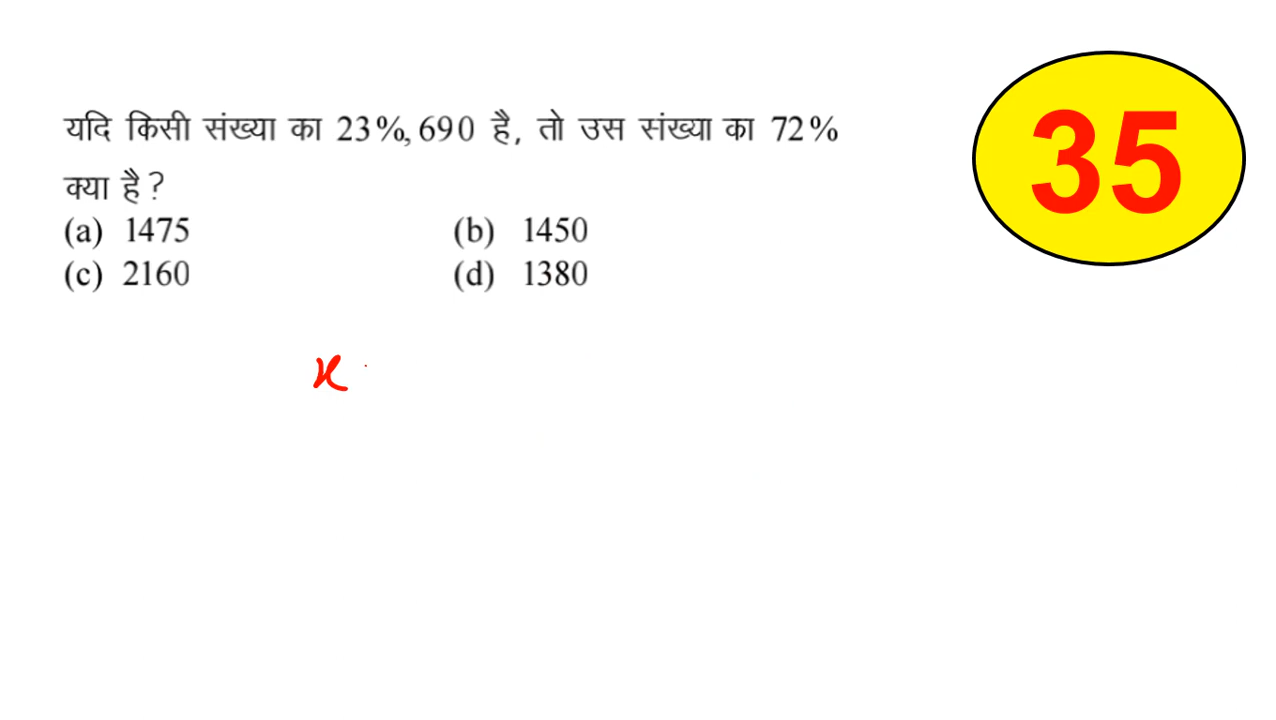 यदि किसी संख्या का 23%, 690 है, तो उस संख्या का 72%
क्या है ?
(a) 1475 (b) 1450
(c) 2160 (d) 1380
35
x